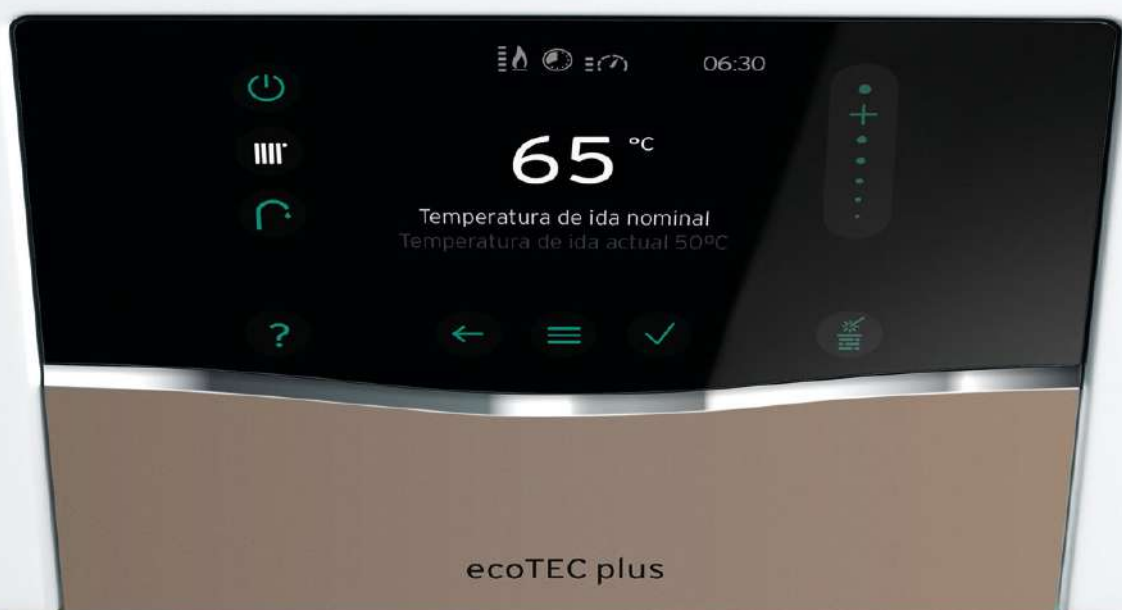 06:30
65 °C
Temperatura de ida nominal
Temperatura de ida actual 50ºC
?
ecoTEC plus